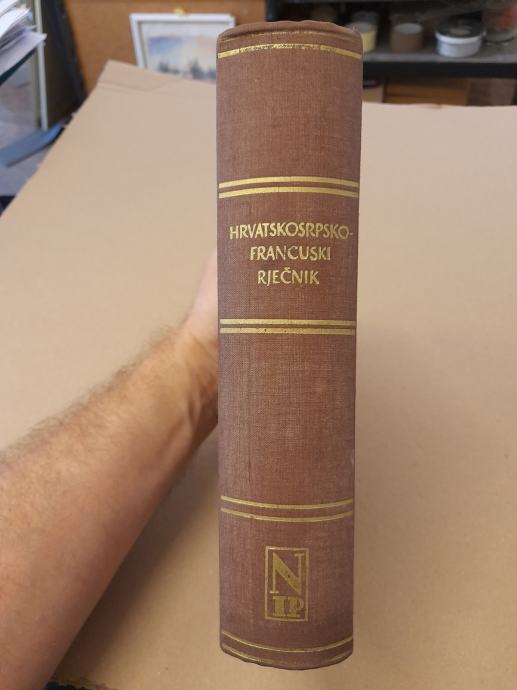 HRVATSKOSRPSKO-
FRANCUSKI
RJEČNIK
N
IP